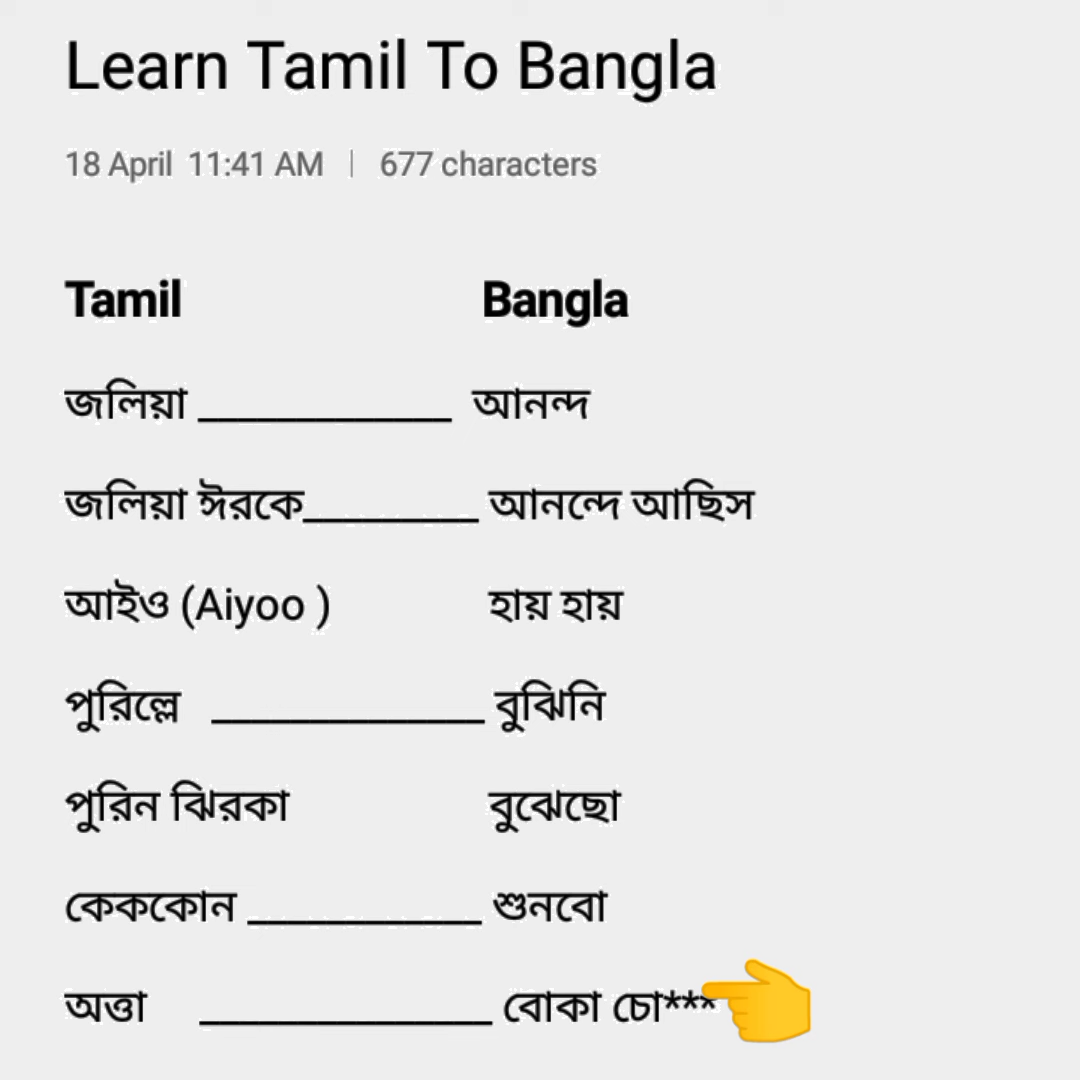 Learn Tamil To Bangla
18 April 11:41 AM | 677 characters
Tamil Bangla
জলিয়া ____________ আনন্দ
জলিয়া ঈরকে________ আনন্দে আছিস
আইও (Aiyoo ) হায় হায়
পুরিল্লে _____________ বুঝিনি
পুরিন ঝিরকা বুঝেছো
কেককোন ___________ শুনবো
অত্তা ______________ বোকা চো***